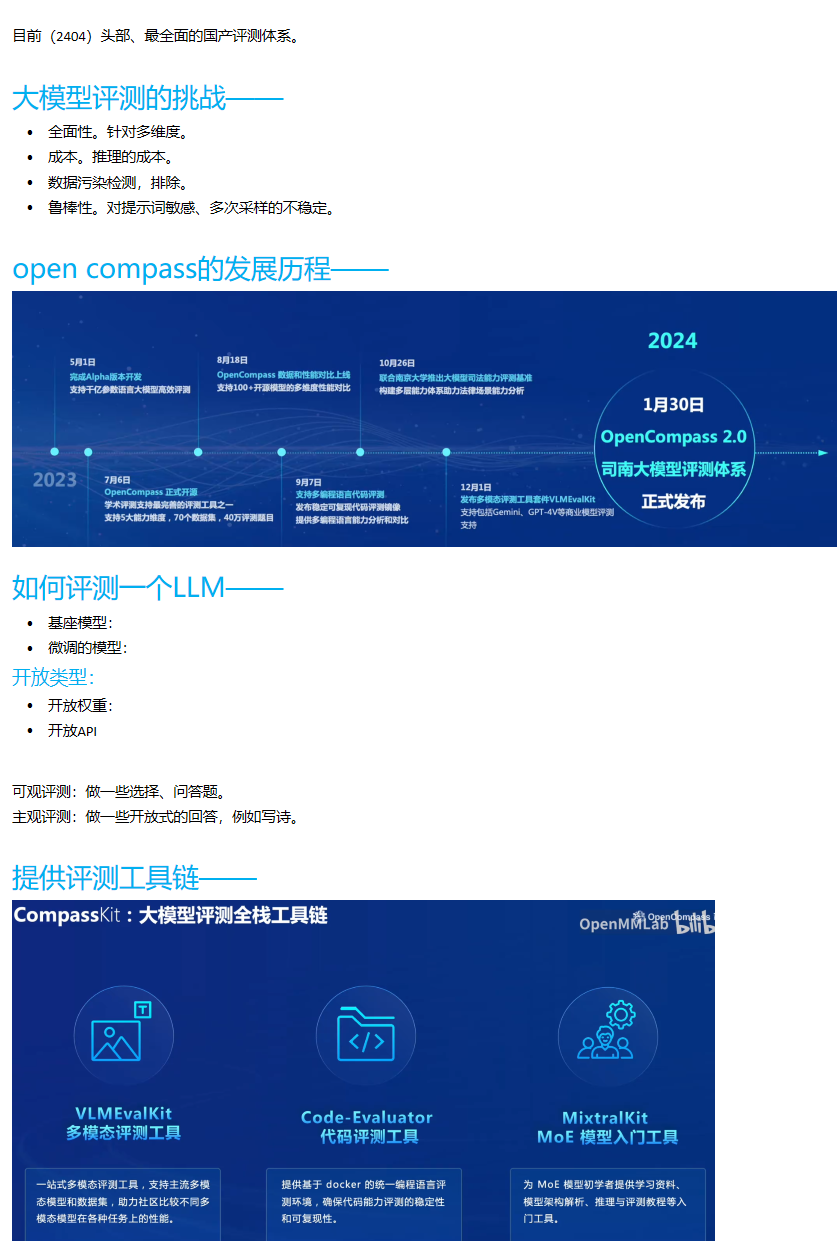 目前（2404）头部、最全面的国产评测体系。
大模型评测的挑战——
• 全面性。针对多维度。
• 成本。推理的成本。
• 数据污染检测，排除。
• 鲁棒性。对提示词敏感、多次采样的不稳定。
open compass的发展历程——
2023
5月1日
完成Alpha版本开发
支持千亿参数语言大模型高效评测
7月6日
OpenCompass 正式开源
学术评测支持最完善的评测工具之一
支持5大能力维度，70个数据集，40万评测题目
8月18日
OpenCompass 数据和性能对比上线
支持100+开源模型的多维度性能对比
9月7日
支持多编程语言代码评测
发布稳定可复现代码评测镜像
提供多编程语言能力分析和对比
10月26日
联合南京大学推出大模型司法能力评测基准
构建多层能力体系助力法律场景能力分析
12月1日
发布多模态评测工具套件VLMEvalKit
支持包括Gemini、GPT-4V等商业模型评测
支持
2024
1月30日
OpenCompass 2.0
司南大模型评测体系
正式发布
如何评测一个LLM——
• 基座模型：
• 微调的模型：
开放类型：
• 开放权重：
• 开放API
可观评测：做一些选择、问答题。
主观评测：做一些开放式的回答，例如写诗。
提供评测工具链——
CompassKit：大模型评测全栈工具链
OpenMMLab
OpenCompass
bilib
T
VLMEvalKit
多模态评测工具
一站式多模态评测工具，支持主流多模
态模型和数据集，助力社区比较不同多
模态模型在各种任务上的性能。
Code-Evaluator
代码评测工具
提供基于 docker 的统一编程语言评
测环境，确保代码能力评测的稳定性
和可复现性。
MixtralKit
MoE 模型入门工具
为 MoE 模型初学者提供学习资料、
模型架构解析、推理与评测教程等入
门工具。